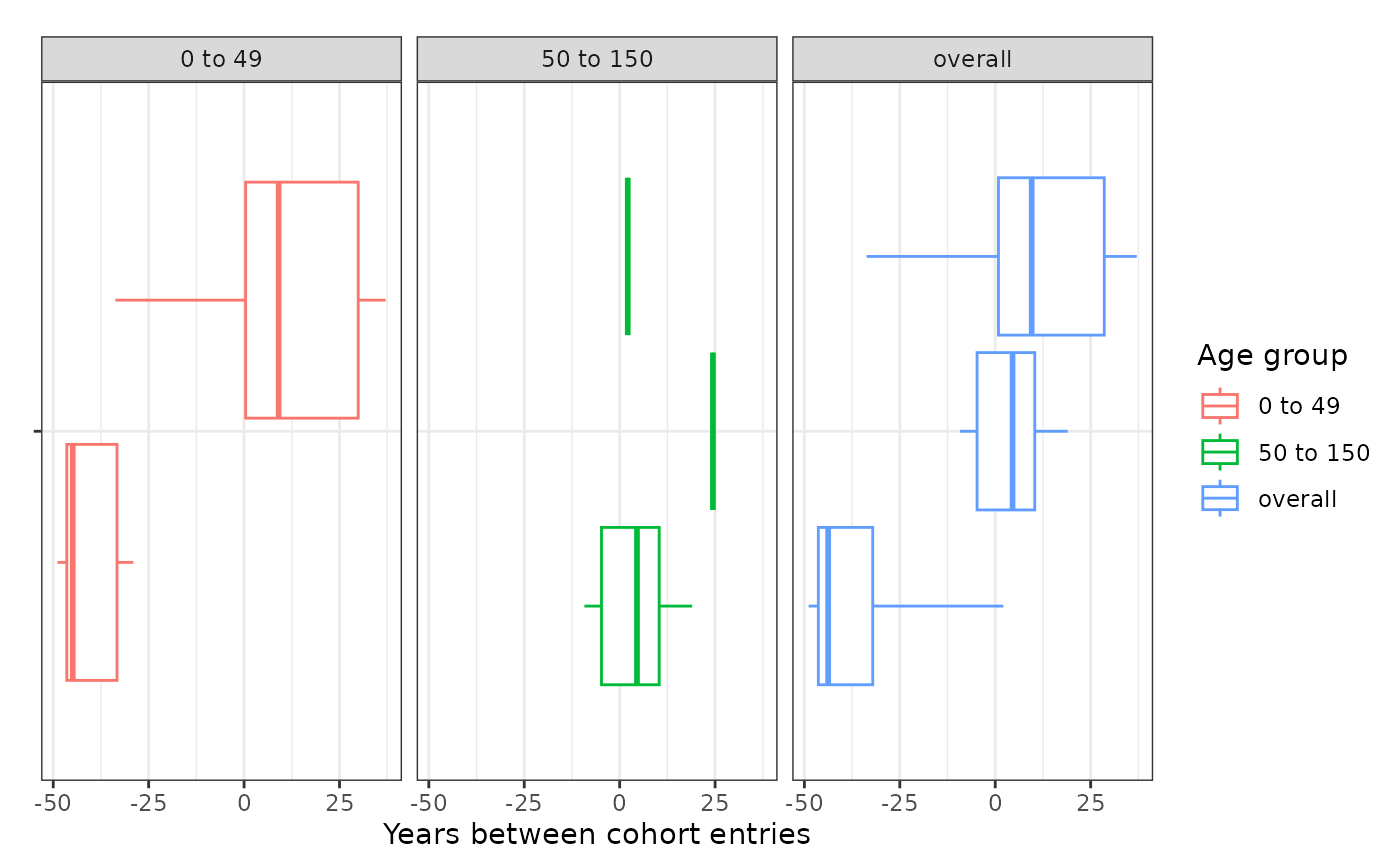 0 to 49 50 to 150 overall
Age group
0 to 49
50 to 150
overall
-50 -25 0 25 -50 -25 0 25 -50 -25 0 25
Years between cohort entries